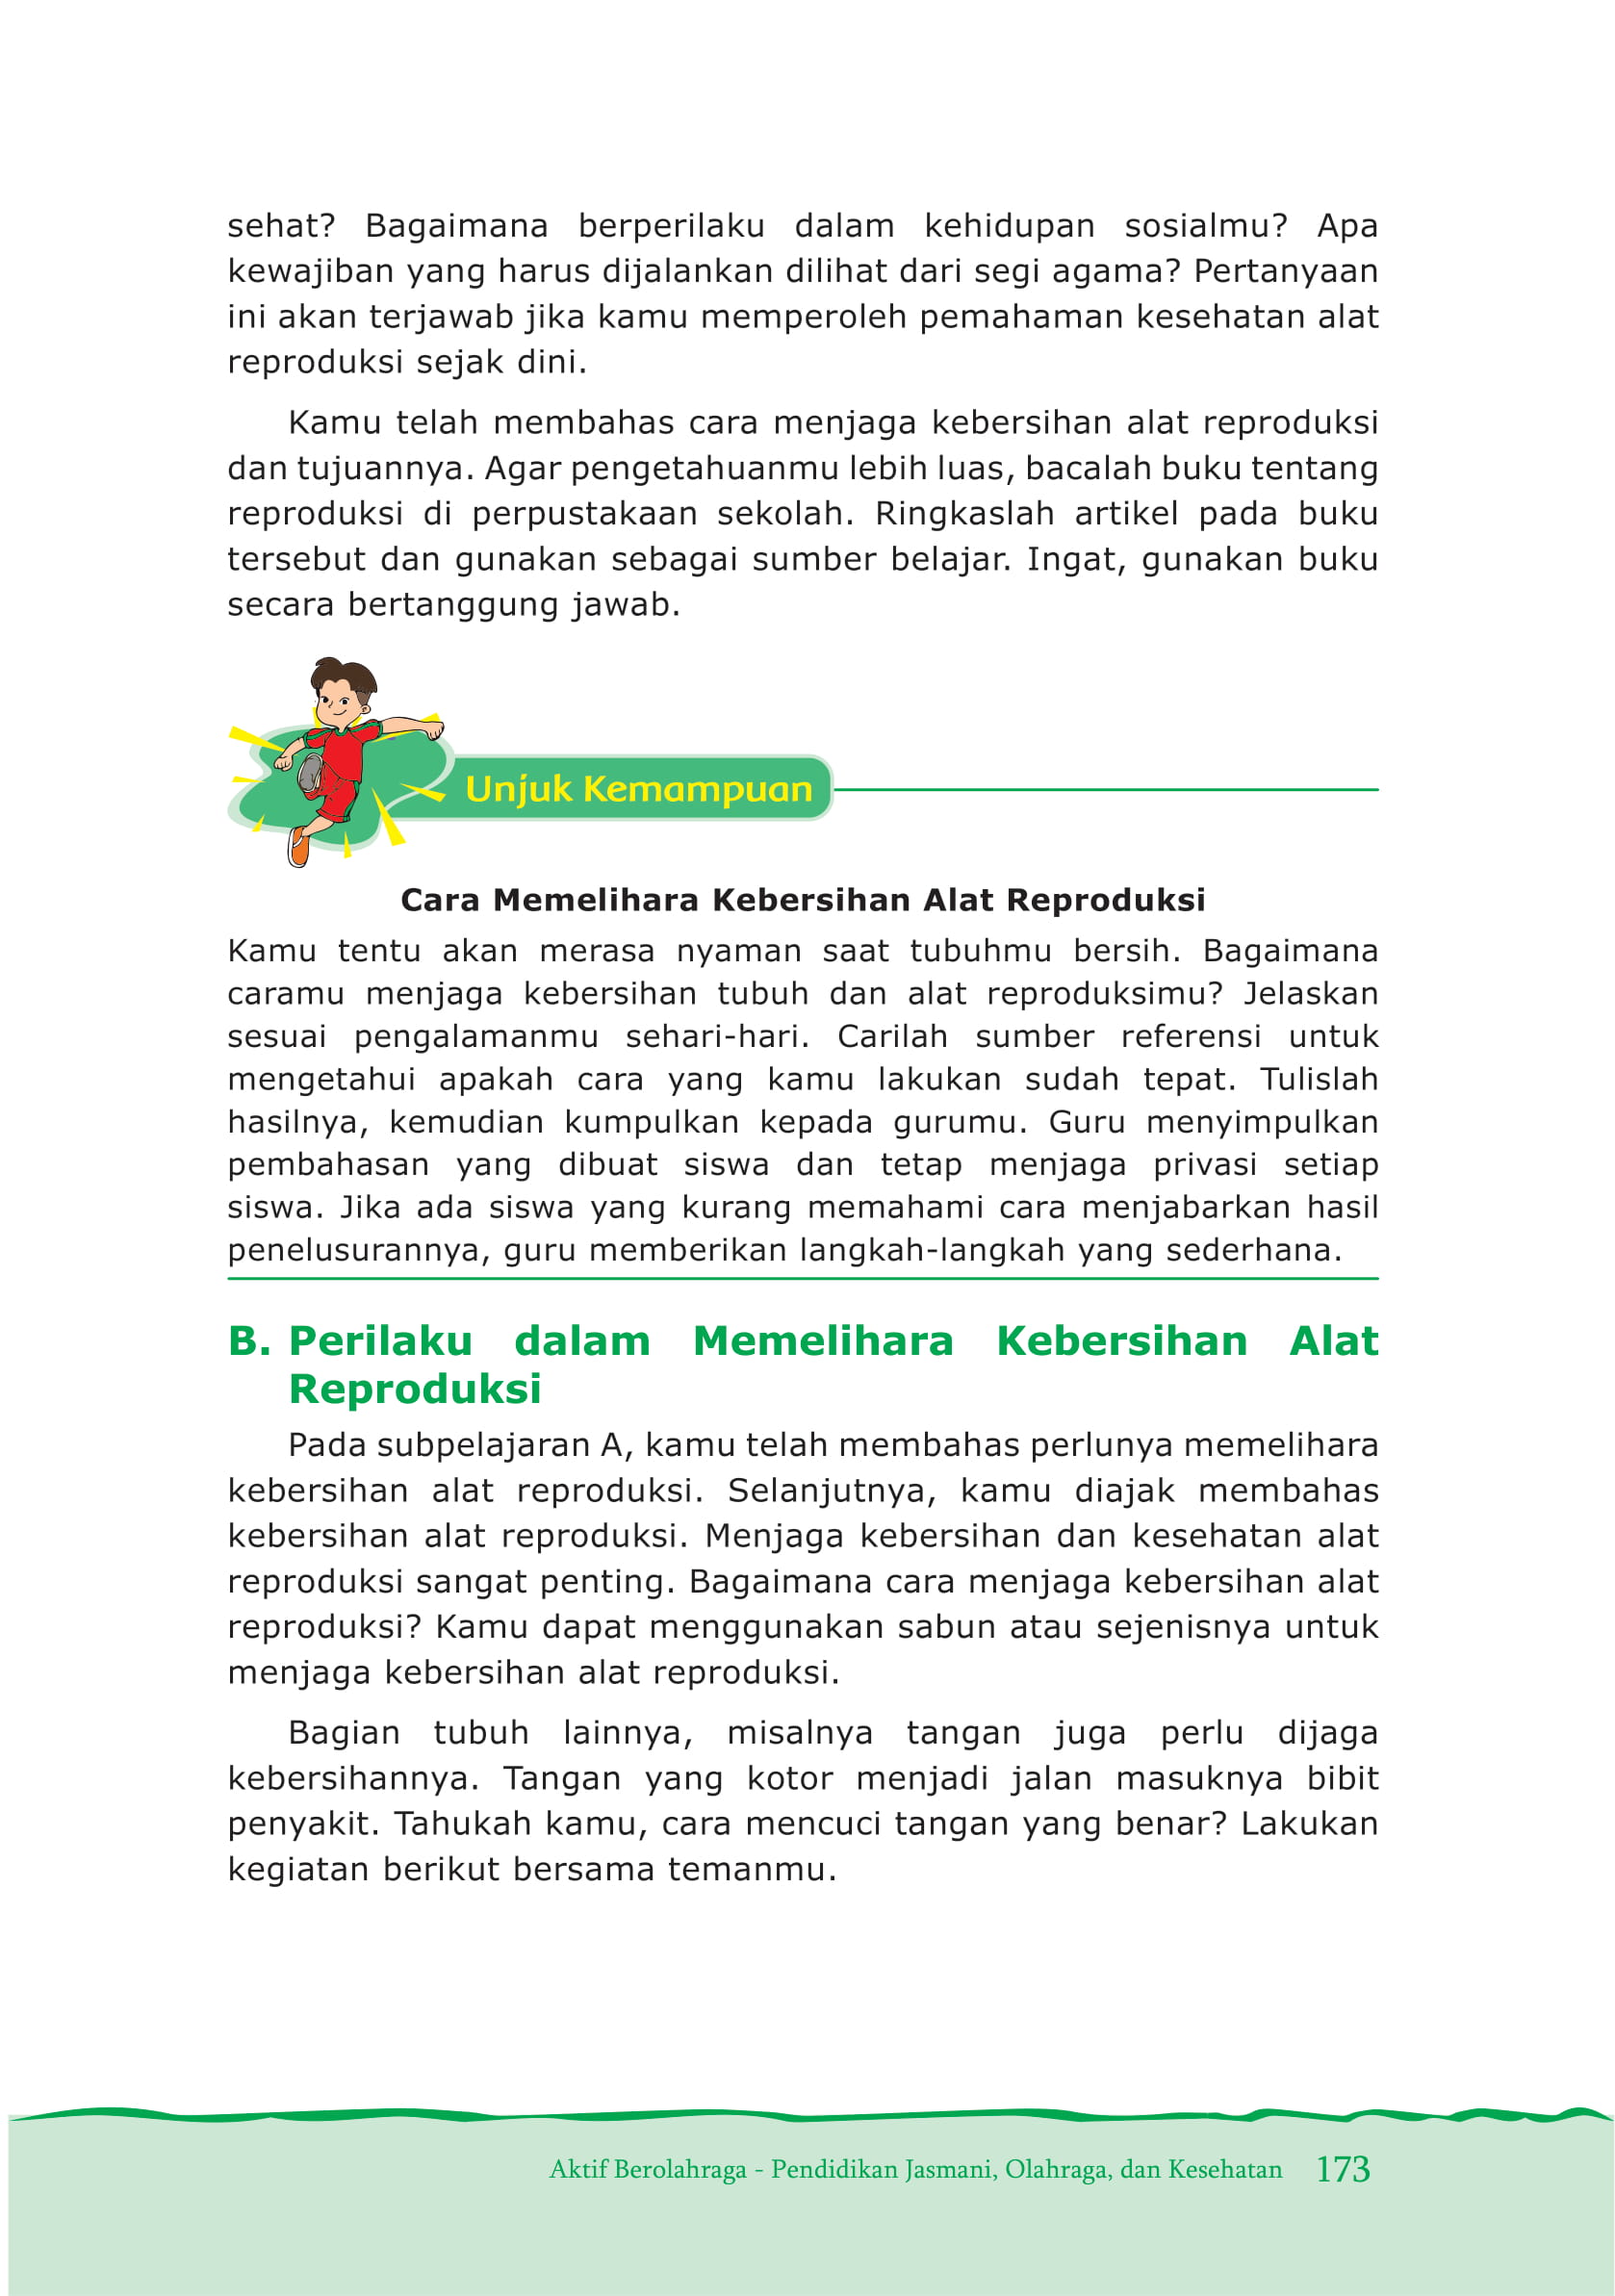 sehat? Bagaimana berperilaku dalam kehidupan sosialmu? Apa
kewajiban yang harus dijalankan dilihat dari segi agama? Pertanyaan
ini akan terjawab jika kamu memperoleh pemahaman kesehatan alat
reproduksi sejak dini.
Kamu telah membahas cara menjaga kebersihan alat reproduksi
dan tujuannya. Agar pengetahuanmu lebih luas, bacalah buku tentang
reproduksi di perpustakaan sekolah. Ringkaslah artikel pada buku
tersebut dan gunakan sebagai sumber belajar. Ingat, gunakan buku
secara bertanggung jawab.
Unjuk Kemampuan
Cara Memelihara Kebersihan Alat Reproduksi
Kamu tentu akan merasa nyaman saat tubuhmu bersih. Bagaimana
caramu menjaga kebersihan tubuh dan alat reproduksimu? Jelaskan
sesuai pengalamanmu sehari-hari. Carilah sumber referensi untuk
mengetahui apakah cara yang kamu lakukan sudah tepat. Tulislah
hasilnya, kemudian kumpulkan kepada gurumu. Guru menyimpulkan
pembahasan yang dibuat siswa dan tetap menjaga privasi setiap
siswa. Jika ada siswa yang kurang memahami cara menjabarkan hasil
penelusurannya, guru memberikan langkah-langkah yang sederhana.
B. Perilaku dalam Memelihara Kebersihan Alat
Reproduksi
Pada subpelajaran A, kamu telah membahas perlunya memelihara
kebersihan alat reproduksi. Selanjutnya, kamu diajak membahas
kebersihan alat reproduksi. Menjaga kebersihan dan kesehatan alat
reproduksi sangat penting. Bagaimana cara menjaga kebersihan alat
reproduksi? Kamu dapat menggunakan sabun atau sejenisnya untuk
menjaga kebersihan alat reproduksi.
Bagian tubuh lainnya, misalnya tangan juga perlu dijaga
kebersihannya. Tangan yang kotor menjadi jalan masuknya bibit
penyakit. Tahukah kamu, cara mencuci tangan yang benar? Lakukan
kegiatan berikut bersama temanmu.
Aktif Berolahraga - Pendidikan Jasmani, Olahraga, dan Kesehatan 173